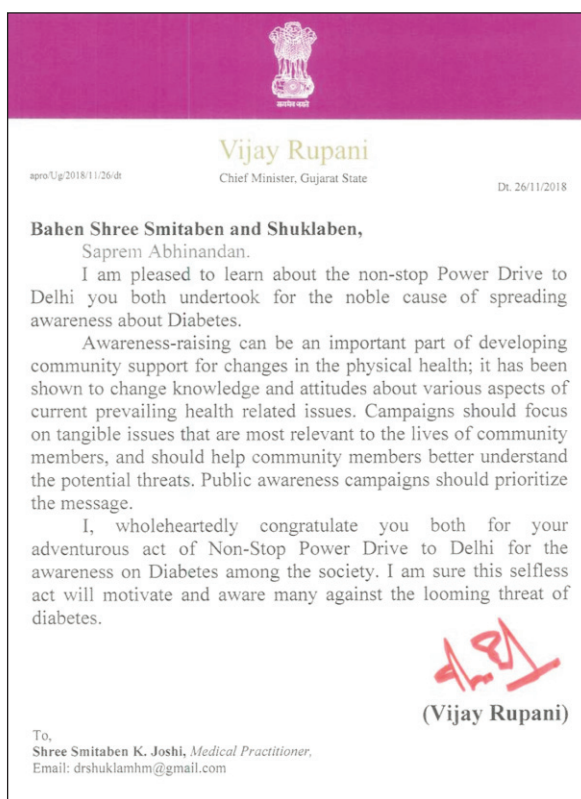 सत्यमेव जयते
Vijay Rupani
Chief Minister, Gujarat State
apro/Ug/2018/11/26/dt
Dt. 26/11/2018
Bahen Shree Smitaben and Shuklaben,
Saprem Abhinandan.
I am pleased to learn about the non-stop Power Drive to
Delhi you both undertook for the noble cause of spreading
awareness about Diabetes.
Awareness-raising can be an important part of developing
community support for changes in the physical health; it has been
shown to change knowledge and attitudes about various aspects of
current prevailing health related issues. Campaigns should focus
on tangible issues that are most relevant to the lives of community
members, and should help community members better understand
the potential threats. Public awareness campaigns should prioritize
the message.
I, wholeheartedly congratulate you both for your
adventurous act of Non-Stop Power Drive to Delhi for the
awareness on Diabetes among the society. I am sure this selfless
act will motivate and aware many against the looming threat of
diabetes.
(Vijay Rupani)
To,
Shree Smitaben K. Joshi, Medical Practitioner,
Email: drshuklamhm@gmail.com